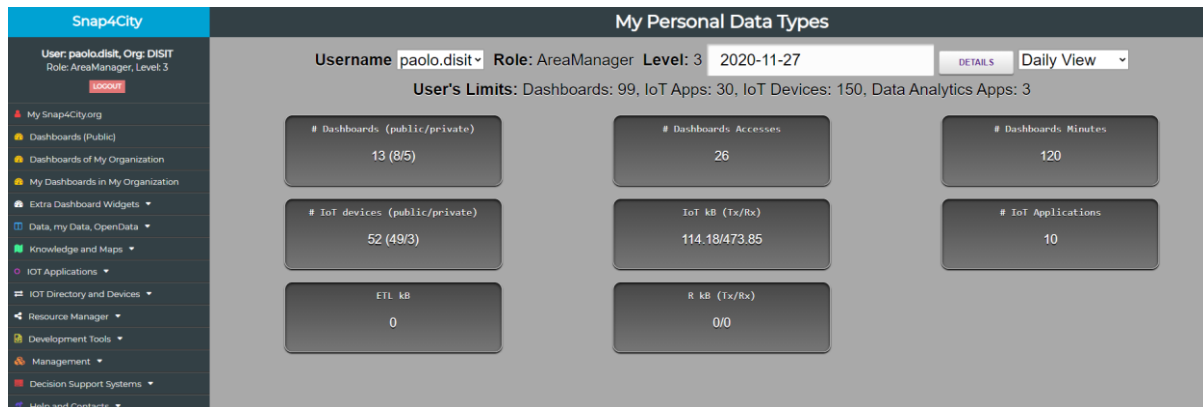 Snap4City
User: paolo.disit, Org: DISIT
Role: AreaManager, Level: 3
LOGOUT
My Snap4City.org
Dashboards (Public)
Dashboards of My Organization
My Dashboards in My Organization
Extra Dashboard Widgets
Data, my Data, OpenData
Knowledge and Maps
IOT Applications
IOT Directory and Devices
Resource Manager
Development Tools
Management
Decision Support Systems
Help and Contacts
My Personal Data Types
Username paolo.disit Role: AreaManager Level: 3 2020-11-27 DETAILS Daily View
User's Limits: Dashboards: 99, IoT Apps: 30, IoT Devices: 150, Data Analytics Apps: 3
# Dashboards (public/private)
13 (8/5)
# Dashboards Accesses
26
# Dashboards Minutes
120
# IoT devices (public/private)
52 (49/3)
IoT kB (Tx/Rx)
114.18/473.85
# IoT Applications
10
ETL kB
0
R kB (Tx/Rx)
0/0